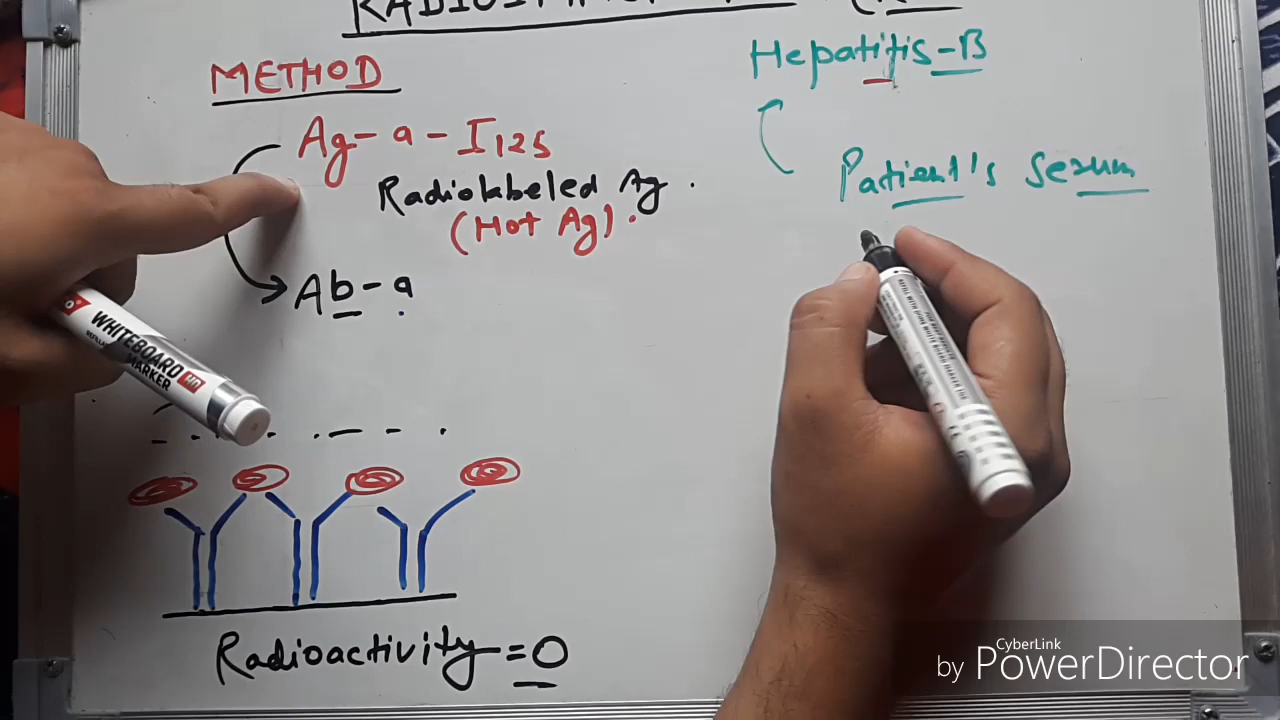 METHOD
Ag-a-I125
Radiolabeled Ag.
(Hot Ag).
Ab-a
Radioactivity=0
Hepatitis-B
Patient's Serum
WHITEBOARD
MARKER
CyberLink
by PowerDirector